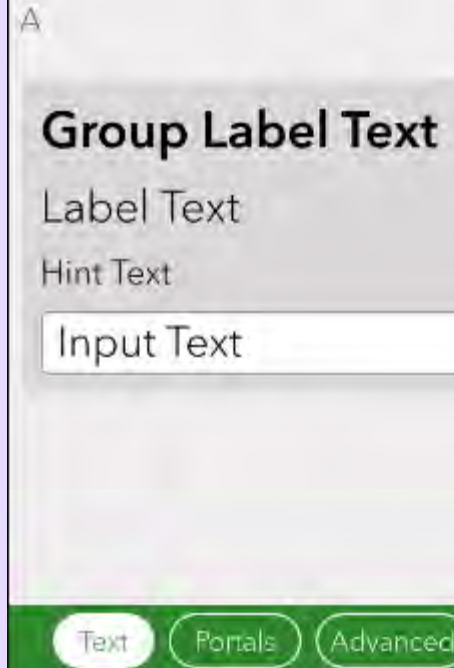 A
Group Label Text
Label Text
Hint Text
Input Text
Text Portals Advanced